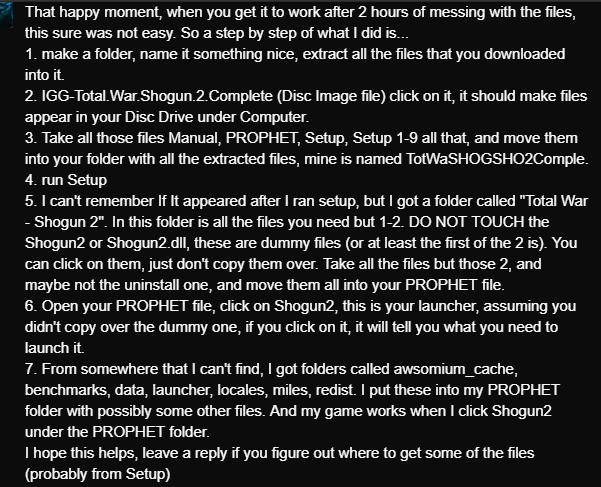 That happy moment, when you get it to work after 2 hours of messing with the files,
this sure was not easy. So a step by step of what I did is...
1. make a folder, name it something nice, extract all the files that you downloaded
into it.
2. IGG-Total.War.Shogun.2.Complete (Disc Image file) click on it, it should make files
appear in your Disc Drive under Computer.
3. Take all those files Manual, PROPHET, Setup, Setup 1-9 all that, and move them
into your folder with all the extracted files, mine is named TotWaSHOGSHO2Comple.
4. run Setup
5. I can't remember If It appeared after I ran setup, but I got a folder called "Total War
- Shogun 2". In this folder is all the files you need but 1-2. DO NOT TOUCH the
Shogun2 or Shogun2.dll, these are dummy files (or at least the first of the 2 is). You
can click on them, just don't copy them over. Take all the files but those 2, and
maybe not the uninstall one, and move them all into your PROPHET file.
6. Open your PROPHET file, click on Shogun2, this is your launcher, assuming you
didn't copy over the dummy one, if you click on it, it will tell you what you need to
launch it.
7. From somewhere that I can't find, I got folders called awsomium_cache,
benchmarks, data, launcher, locales, miles, redist. I put these into my PROPHET
folder with possibly some other files. And my game works when I click Shogun2
under the PROPHET folder.
I hope this helps, leave a reply if you figure out where to get some of the files
(probably from Setup)